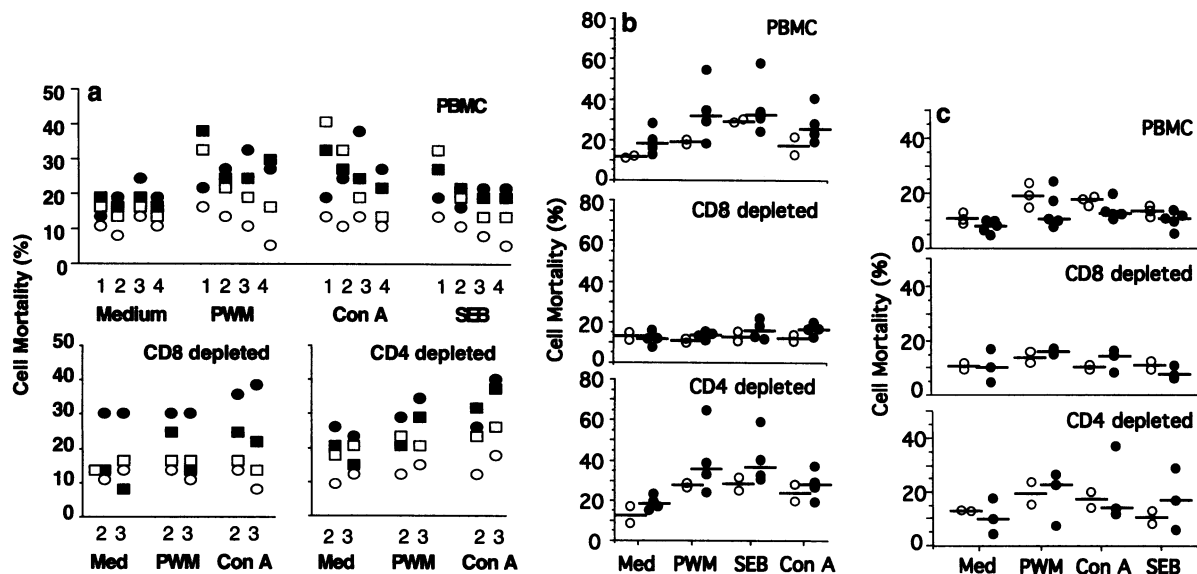 a
PBMC
50
40
30
20
10
0
Cell Mortality (%)
1 2 3 4 1 2 3 4 1 2 3 4 1 2 3 4
Medium PWM Con A SEB
CD8 depleted
50
40
30
20
10
0
2 3 2 3 2 3
Med PWM Con A
CD4 depleted
2 3 2 3 2 3
Med PWM Con A
b
PBMC
80
60
40
20
0
Cell Mortality (%)
CD8 depleted
80
60
40
20
0
CD4 depleted
80
60
40
20
0
Med PWM SEB Con A
c
PBMC
50
40
20
0
Cell Mortality (%)
CD8 depleted
50
40
20
0
CD4 depleted
40
20
0
Med PWM Con A SEB